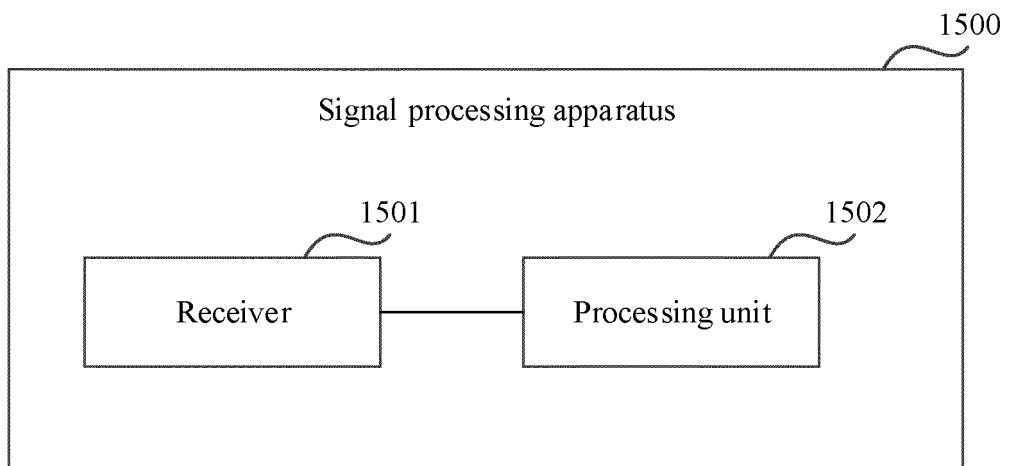 1500
Signal processing apparatus
1501
1502
Receiver
Processing unit